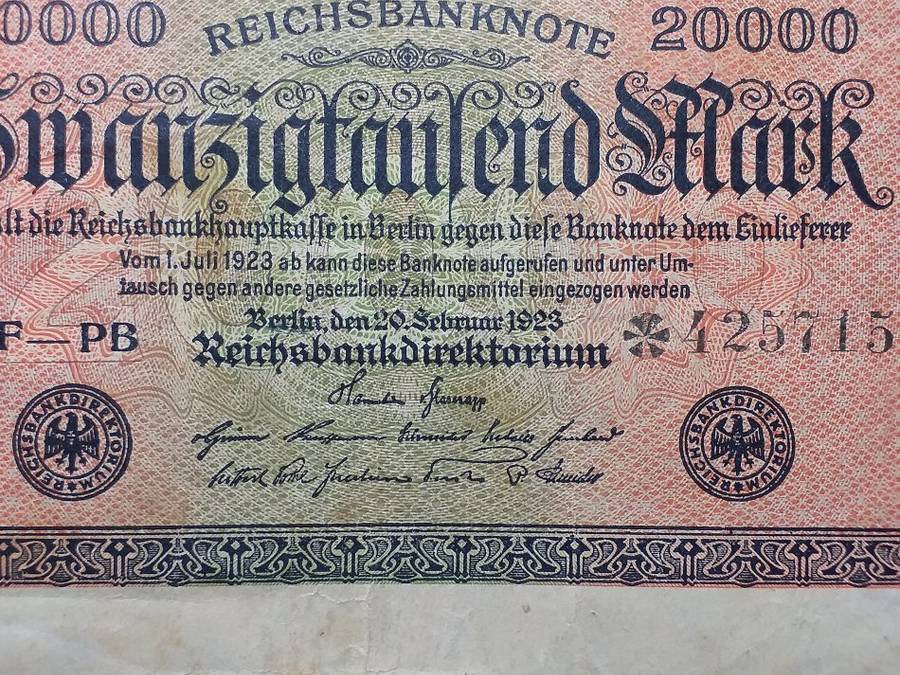 0000 REICHSBANKNOTE 20000
wanzigtausend Mark
lt die Reichsbankhauptkasse in Berlin gegen diese Banknote dem Einlieferer
Vom 1. Juli 1923 ab kann diese Banknote aufgerufen und unter Um-
tausch gegen andere gesetzliche Zahlungsmittel eingezogen werden
Berlin, den 20. Februar 1923
F—PB Reichsbankdirektorium ✻425715
REICHSBANKDIREKTORIUM
REICHSBANKDIREKTORIUM